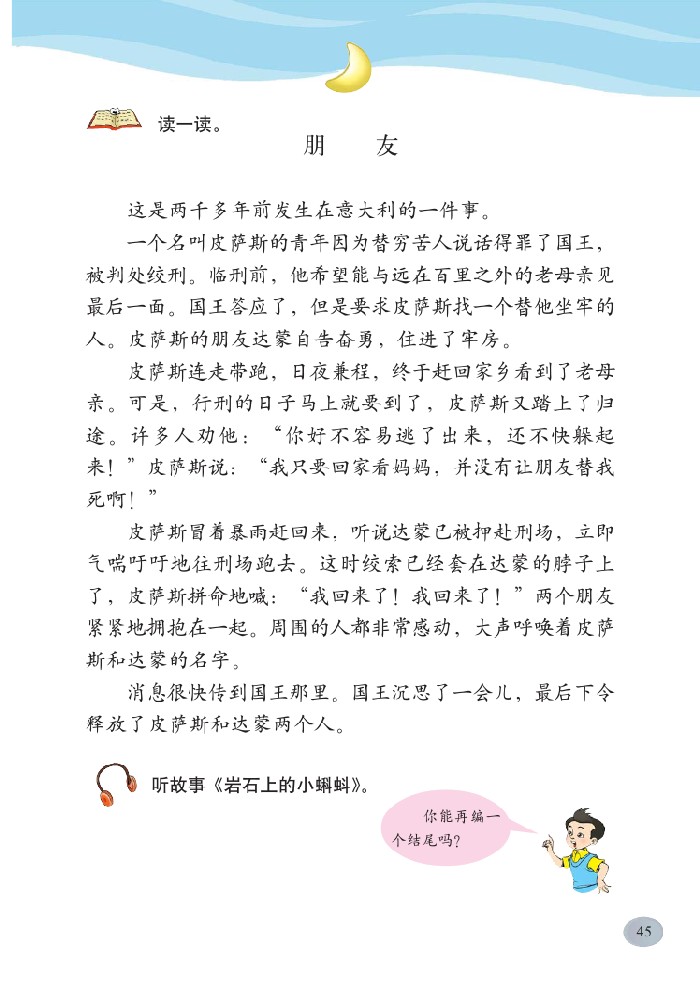 读一读。
朋 友
这是两千多年前发生在意大利的一件事。
一个名叫皮萨斯的青年因为替穷苦人说话得罪了国王，
被判处绞刑。临刑前，他希望能与远在百里之外的老母亲见
最后一面。国王答应了，但是要求皮萨斯找一个替他坐牢的
人。皮萨斯的朋友达蒙自告奋勇，住进了牢房。
皮萨斯连走带跑，日夜兼程，终于赶回家乡看到了老母
亲。可是，行刑的日子马上就要到了，皮萨斯又踏上了归
途。许多人劝他：“你好不容易逃了出来，还不快躲起
来！”皮萨斯说：“我只要回家看妈妈，并没有让朋友替我
死啊！”
皮萨斯冒着暴雨赶回来，听说达蒙已被押赴刑场，立即
气喘吁吁地往刑场跑去。这时绞索已经套在达蒙的脖子上
了，皮萨斯拼命地喊：“我回来了！我回来了！”两个朋友
紧紧地拥抱在一起。周围的人都非常感动，大声呼唤着皮萨
斯和达蒙的名字。
消息很快传到国王那里。国王沉思了一会儿，最后下令
释放了皮萨斯和达蒙两个人。
听故事《岩石上的小蝌蚪》。
你能再编一
个结尾吗？
45